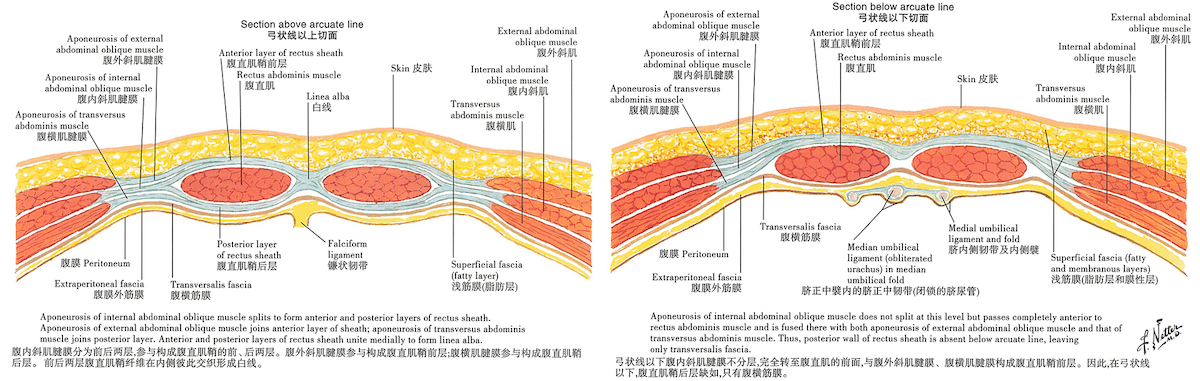 Section above arcuate line
弓状线以上切面
Aponeurosis of external
abdominal oblique muscle
腹外斜肌腱膜
Anterior layer of rectus sheath
腹直肌鞘前层
External abdominal
oblique muscle
腹外斜肌
Aponeurosis of internal
abdominal oblique muscle
腹内斜肌腱膜
Rectus abdominis muscle
腹直肌
Skin 皮肤
Internal abdominal
oblique muscle
腹内斜肌
Linea alba
白线
Aponeurosis of transversus
abdominis muscle
腹横肌腱膜
Transversus
abdominis muscle
腹横肌
腹膜 Peritoneum
Posterior layer
of rectus sheath
腹直肌鞘后层
Falciform
ligament
镰状韧带
Superficial fascia
(fatty layer)
浅筋膜(脂肪层)
Extraperitoneal fascia
腹膜外筋膜
Transversalis fascia
腹横筋膜
Aponeurosis of internal abdominal oblique muscle splits to form anterior and posterior layers of rectus sheath.
Aponeurosis of external abdominal oblique muscle joins anterior layer of sheath; aponeurosis of transversus abdominis
muscle joins posterior layer. Anterior and posterior layers of rectus sheath unite medially to form linea alba.
腹内斜肌腱膜分为前后两层,参与构成腹直肌鞘的前、后两层。腹外斜肌腱膜参与构成腹直肌鞘前层;腹横肌腱膜参与构成腹直肌鞘
后层。前后两层腹直肌鞘纤维在内侧彼此交织形成白线。
Section below arcuate line
弓状线以下切面
Aponeurosis of external
abdominal oblique muscle
腹外斜肌腱膜
Anterior layer of rectus sheath
腹直肌鞘前层
External abdominal
oblique muscle
腹外斜肌
Aponeurosis of internal
abdominal oblique muscle
腹内斜肌腱膜
Rectus abdominis muscle
腹直肌
Internal abdominal
oblique muscle
腹内斜肌
Skin 皮肤
Aponeurosis of transversus
abdominis muscle
腹横肌腱膜
Transversus
abdominis muscle
腹横肌
Transversalis fascia
腹横筋膜
Medial umbilical
ligament and fold
脐内侧韧带及内侧襞
腹膜 Peritoneum
Median umbilical
ligament (obliterated
urachus) in median
umbilical fold
脐正中襞内的脐正中韧带(闭锁的脐尿管)
Superficial fascia (fatty
and membranous layers)
浅筋膜(脂肪层和膜性层)
Extraperitoneal fascia
腹膜外筋膜
Aponeurosis of internal abdominal oblique muscle does not split at this level but passes completely anterior to
rectus abdominis muscle and is fused there with both aponeurosis of external abdominal oblique muscle and that of
transversus abdominis muscle. Thus, posterior wall of rectus sheath is absent below arcuate line, leaving
only transversalis fascia.
弓状线以下腹内斜肌腱膜不分层,完全转至腹直肌的前面,与腹外斜肌腱膜、腹横肌腱膜构成腹直肌鞘前层。因此,在弓状线
以下,腹直肌鞘后层缺如,只有腹横筋膜。
F. Netter
M.D.